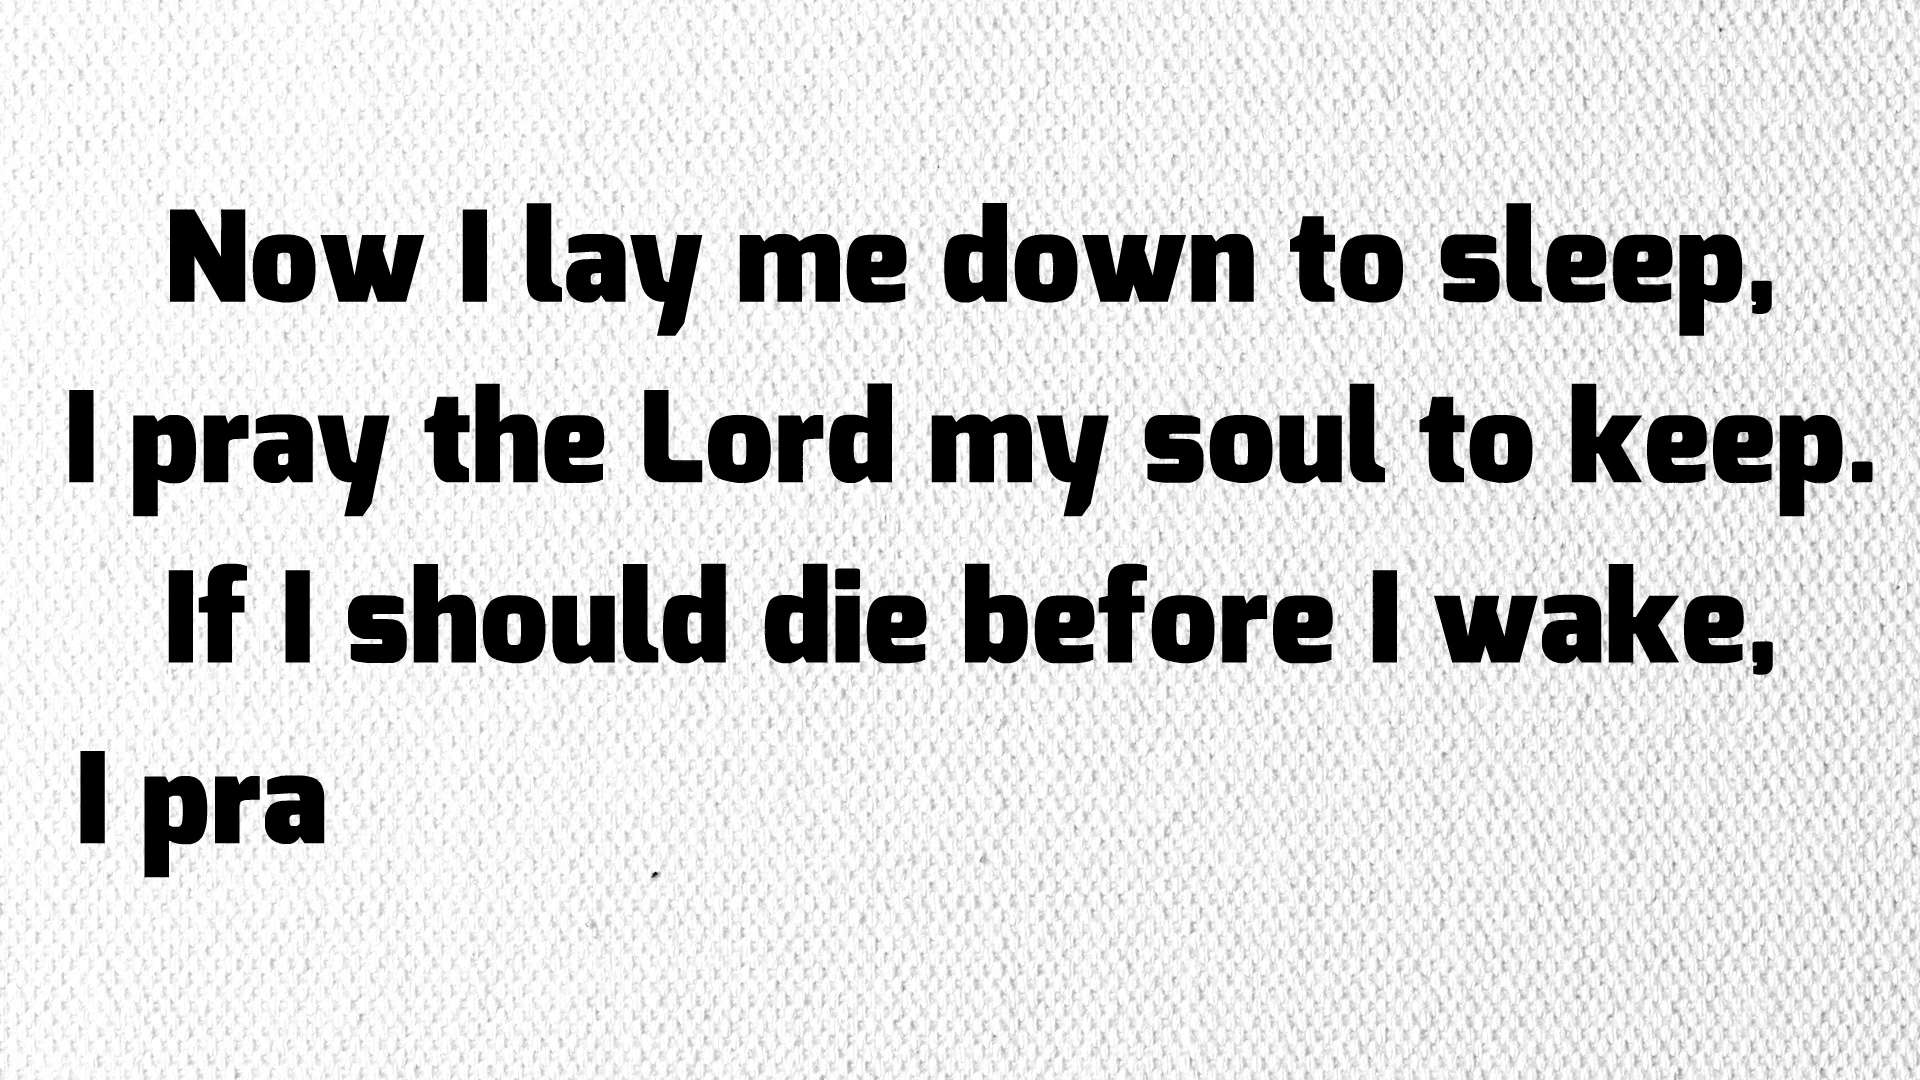 Now I lay me down to sleep,
I pray the Lord my soul to keep.
If I should die before I wake,
I pra